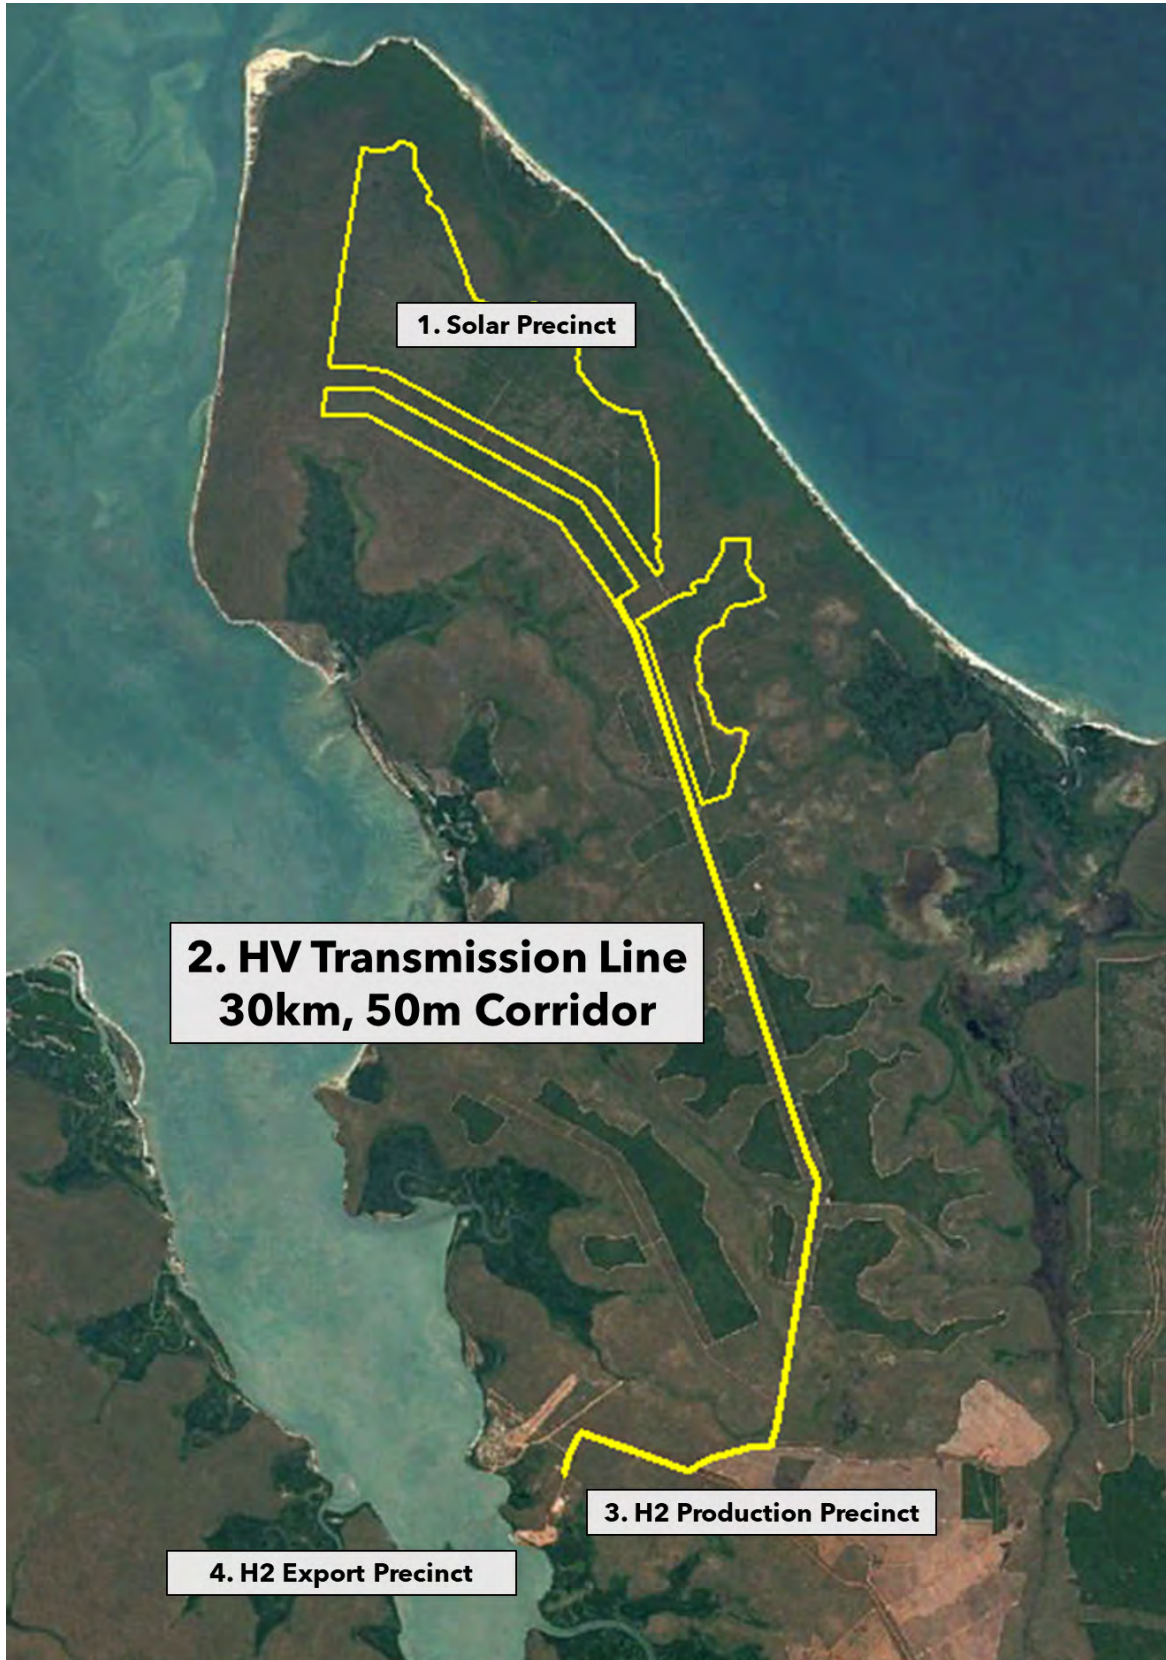 1. Solar Precinct
2. HV Transmission Line
30km, 50m Corridor
3. H2 Production Precinct
4. H2 Export Precinct